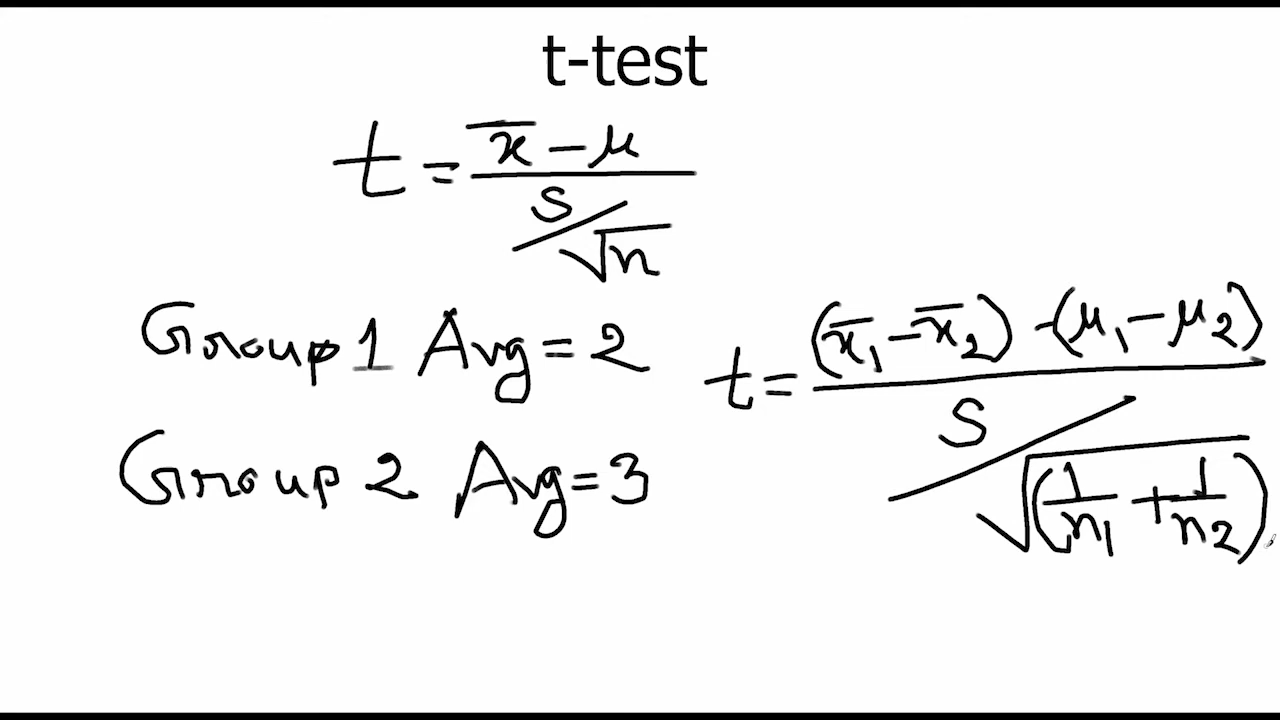 t-test
t = x̄ - μ / s/√n
Group 1 Avg = 2
Group 2 Avg = 3
t = (x̄₁ - x̄₂) - (μ₁ - μ₂) / S/√(1/n₁ + 1/n₂)